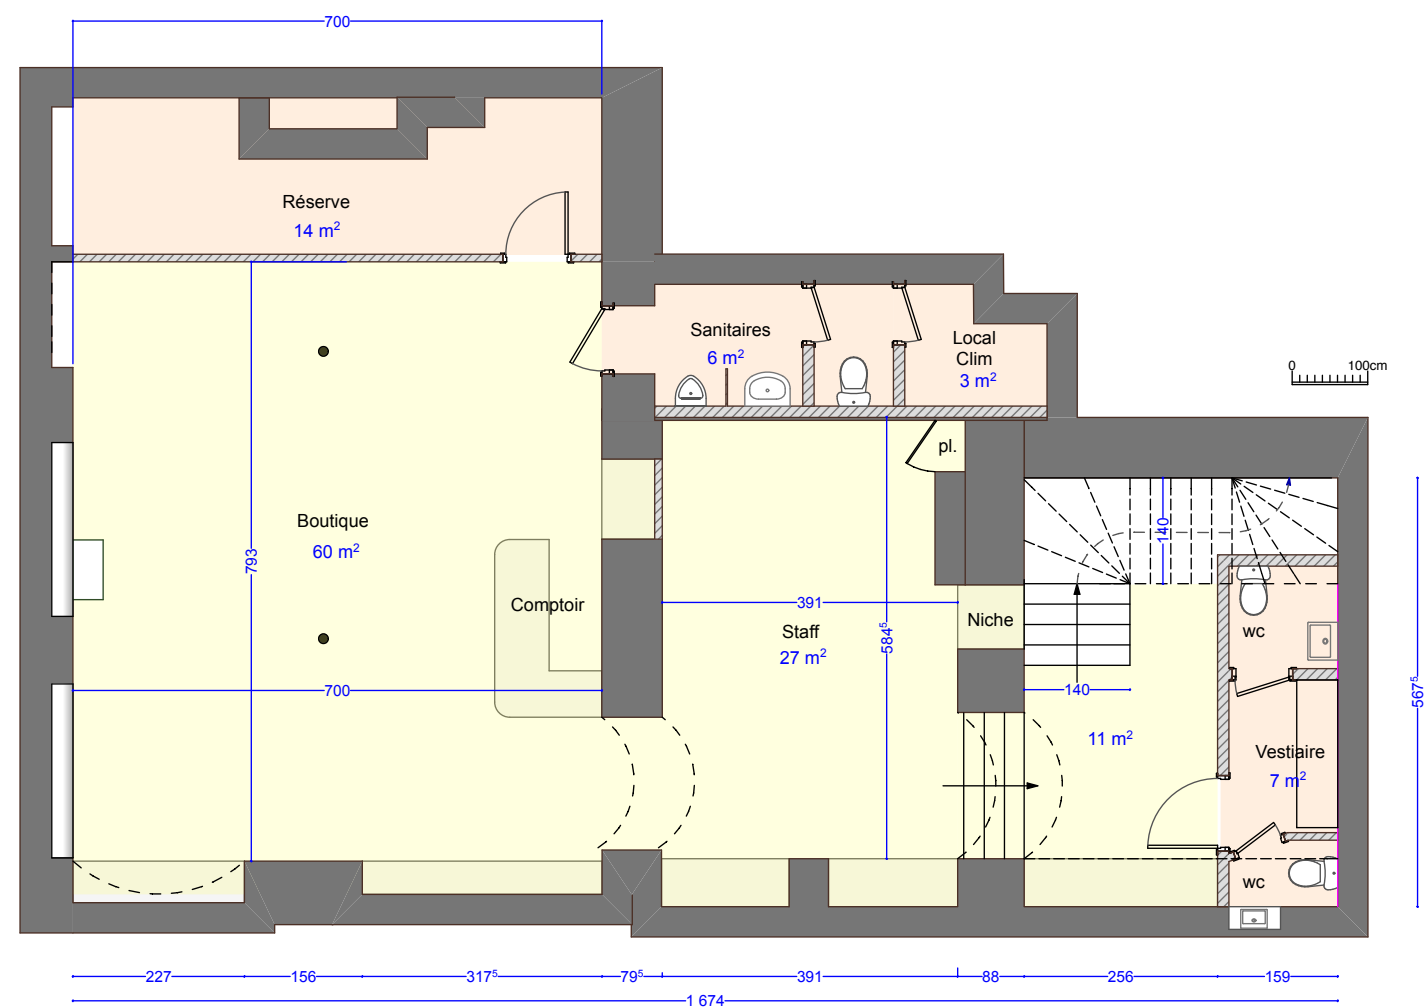 700
Réserve
14 m²
Sanitaires
6 m²
Local
Clim
3 m²
0 100cm
pl.
Boutique
60 m²
793
140
Comptoir
391
Niche
Staff
27 m²
584⁵
wc
700
140
567⁵
11 m²
Vestiaire
7 m²
wc
227 156 317⁵ 79⁵ 391 88 256 159
1 674